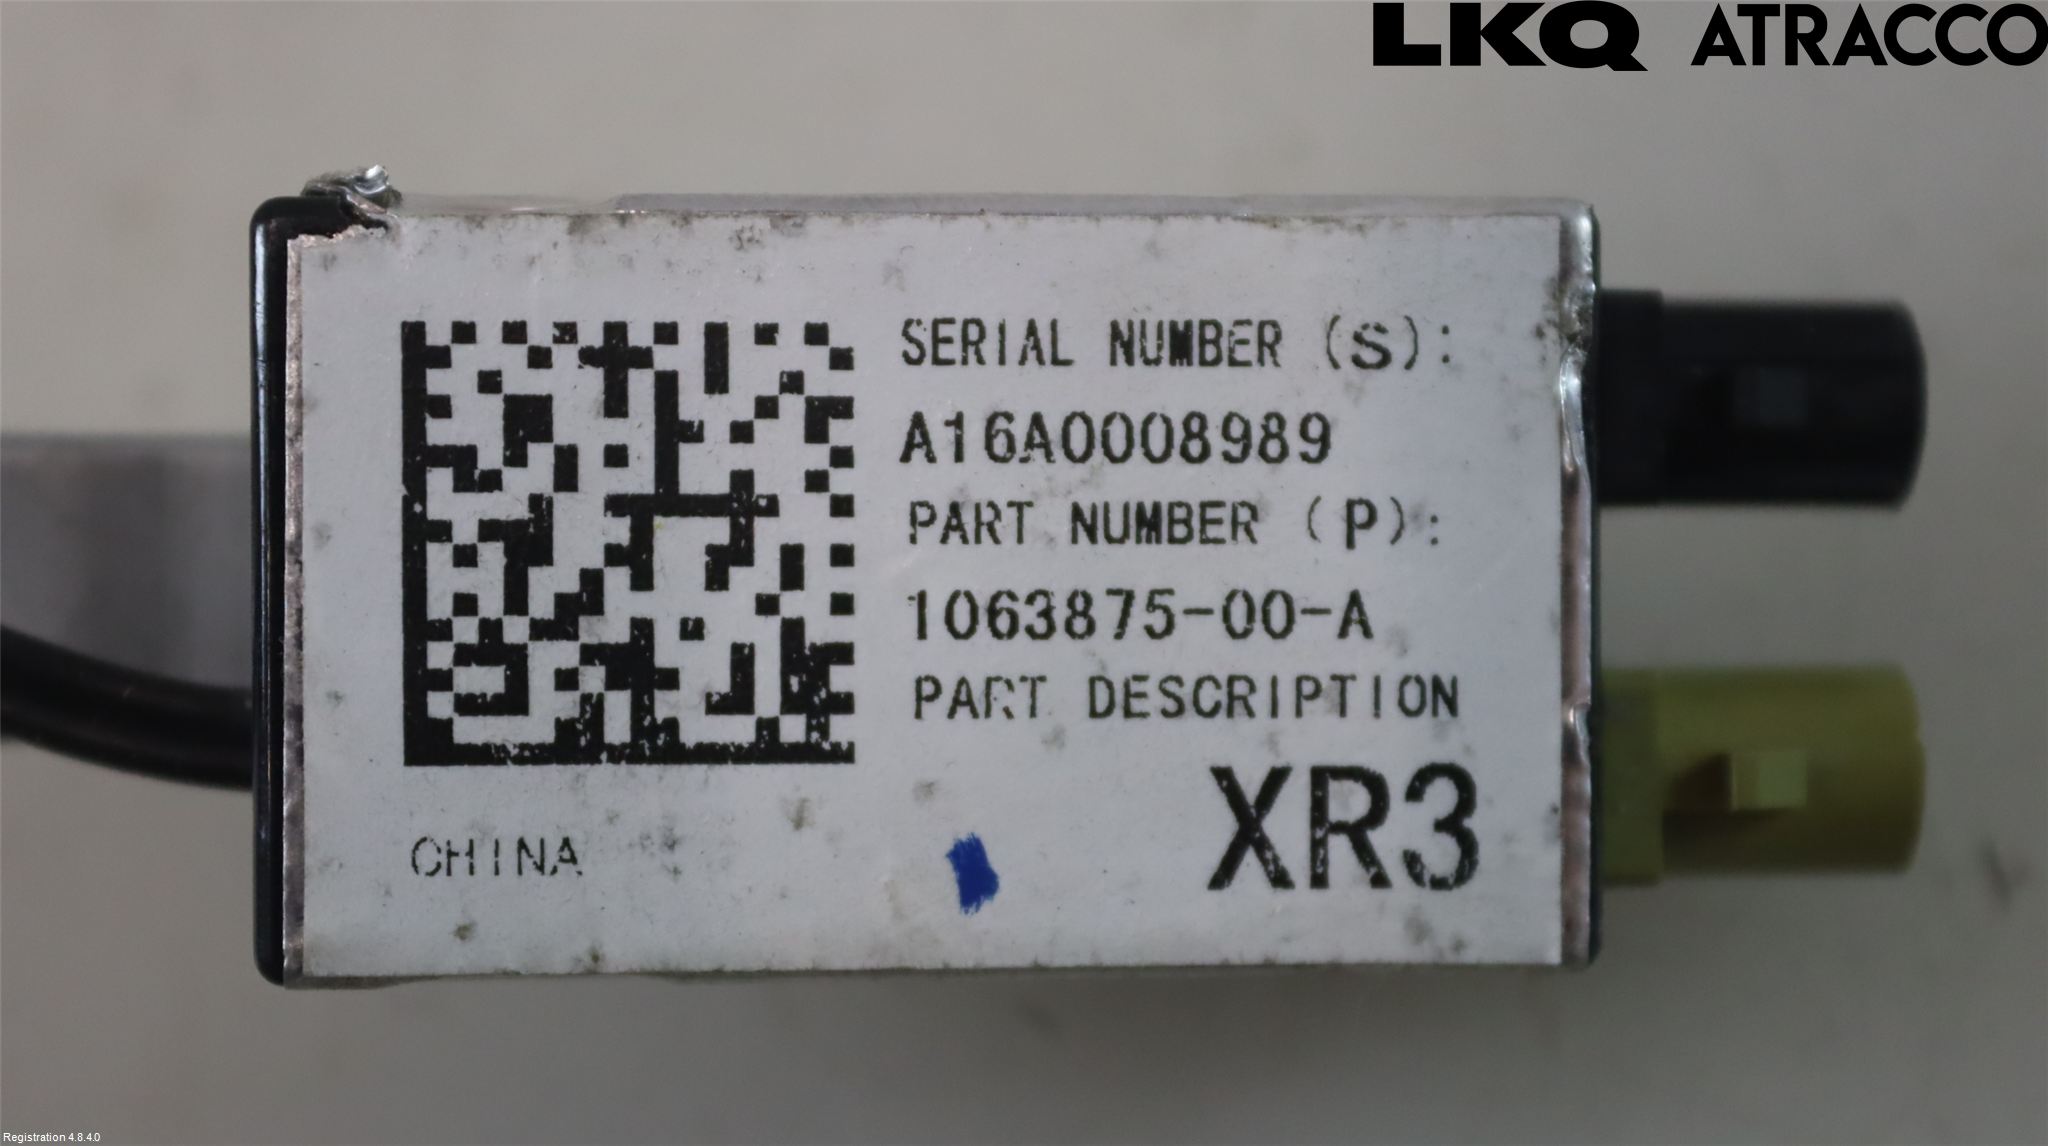 LKQ ATRACCO
SERIAL NUMBER (S):
A16A0008989
PART NUMBER (P):
1063875-00-A
PART DESCRIPTION
XR3
CHINA
Registration 4.8.4.0